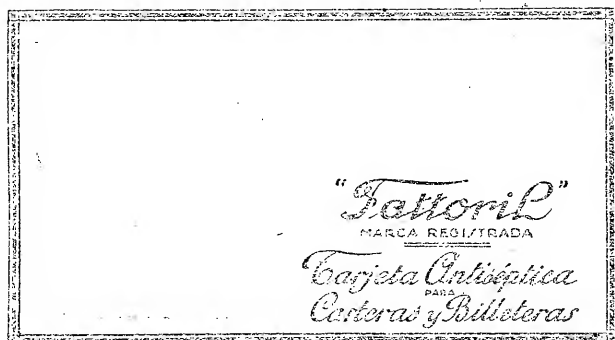 "Fattoril"
MARCA REGISTRADA
Tarjeta Antiséptica
PARA
Carteras y Billeteras